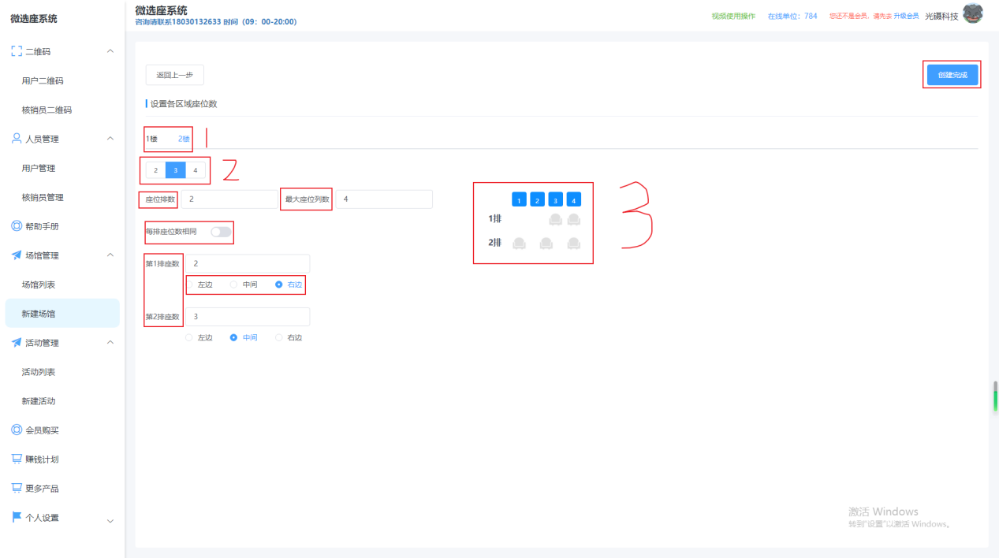 微选座系统
微选座系统
咨询请联系18030132633 时间（09：00-20:00）
视频使用操作 在线单位：784 您还不是会员，请先去 升级会员 光镊科技
二维码
用户二维码
核销员二维码
人员管理
用户管理
核销员管理
帮助手册
场馆管理
场馆列表
新建场馆
活动管理
活动列表
新建活动
会员购买
赚钱计划
更多产品
个人设置
返回上一步 创建完成
设置各区域座位数
1楼 2楼 1
2 3 4 2
座位排数 2 最大座位列数 4
每排座位数相同
第1排座数 2
左边 中间 右边
第2排座数 3
左边 中间 右边
1 2 3 4 3
1排
2排
激活 Windows
转到"设置"以激活 Windows。